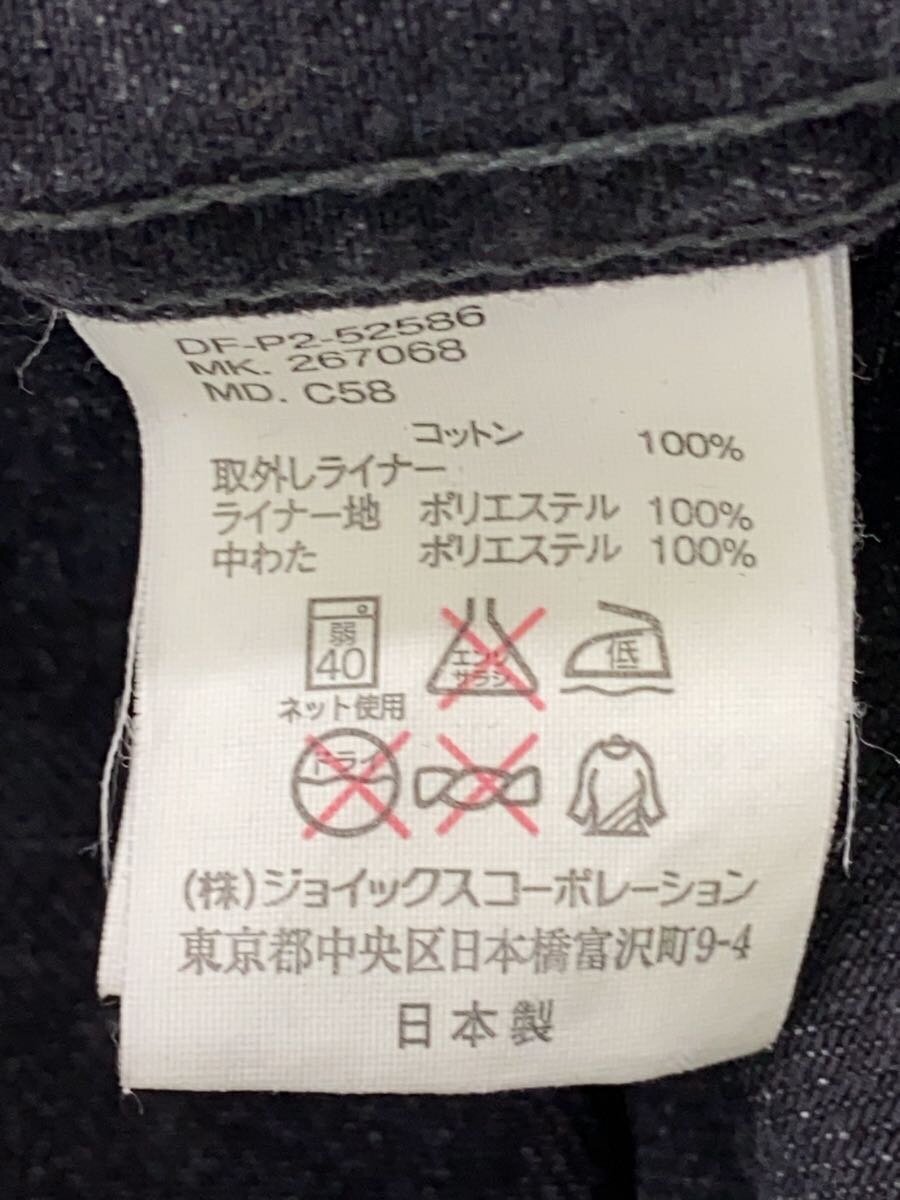 DF-P2-52586
MK. 267068
MD. C58
コットン 100%
取外しライナー
ライナー地 ポリエステル 100%
中わた ポリエステル 100%
弱
40
エンソ
サラシ
低
ネット使用
ドライ
(株)ジョイックスコーポレーション
東京郡中央区日本橋富沢町9-4
日本製